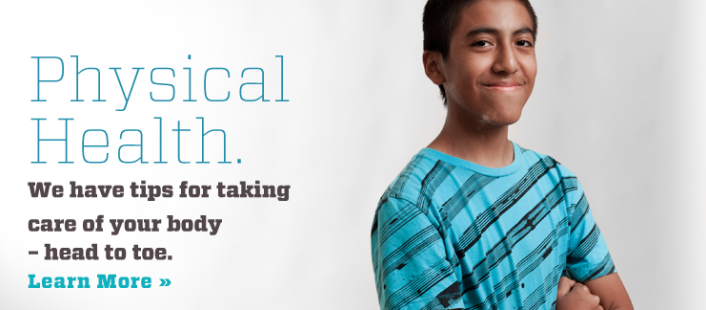 Physical
Health.
We have tips for taking
care of your body
– head to toe.
Learn More »